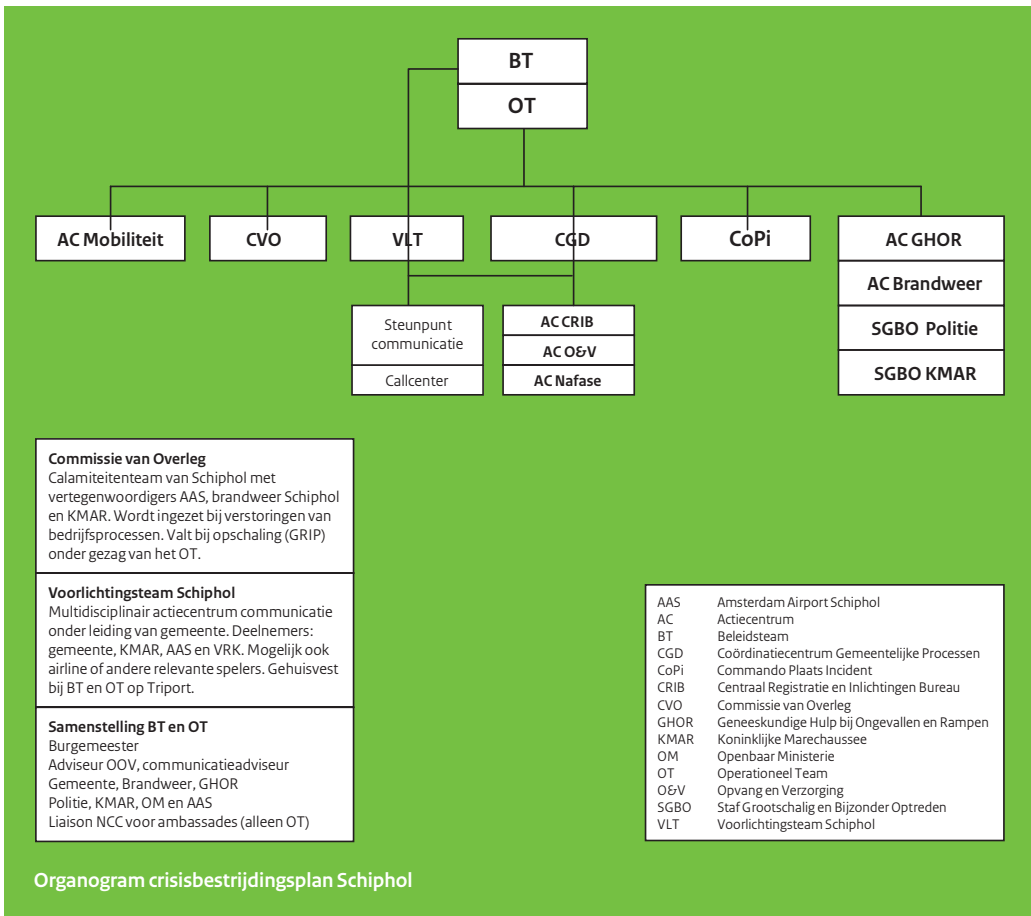 BT
OT
AC Mobiliteit
CVO
VLT
CGD
CoPi
AC GHOR
AC Brandweer
SGBO Politie
SGBO KMAR
Steunpunt
communicatie
Callcenter
AC CRIB
AC O&V
AC Nafase
Commissie van Overleg
Calamiteitenteam van Schiphol met
vertegenwoordigers AAS, brandweer Schiphol
en KMAR. Wordt ingezet bij verstoringen van
bedrijfsprocessen. Valt bij opschaling (GRIP)
onder gezag van het OT.
Voorlichtingsteam Schiphol
Multidisciplinair actiecentrum communicatie
onder leiding van gemeente. Deelnemers:
gemeente, KMAR, AAS en VRK. Mogelijk ook
airline of andere relevante spelers. Gehuisvest
bij BT en OT op Triport.
Samenstelling BT en OT
Burgemeester
Adviseur OOV, communicatieadviseur
Gemeente, Brandweer, GHOR
Politie, KMAR, OM en AAS
Liaison NCC voor ambassades (alleen OT)
AAS Amsterdam Airport Schiphol
AC Actiecentrum
BT Beleidsteam
CGD Coördinatiecentrum Gemeentelijke Processen
CoPi Commando Plaats Incident
CRIB Centraal Registratie en Inlichtingen Bureau
CVO Commissie van Overleg
GHOR Geneeskundige Hulp bij Ongevallen en Rampen
KMAR Koninklijke Marechaussee
OM Openbaar Ministerie
OT Operationeel Team
O&V Opvang en Verzorging
SGBO Staf Grootschalig en Bijzonder Optreden
VLT Voorlichtingsteam Schiphol
Organogram crisisbestrijdingsplan Schiphol